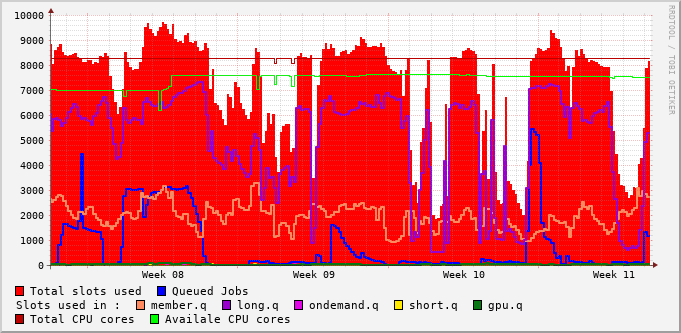 10000
9000
8000
7000
6000
5000
4000
3000
2000
1000
0
Week 08 Week 09 Week 10 Week 11
Total slots used Queued Jobs
Slots used in : member.q long.q ondemand.q short.q gpu.q
Total CPU cores Availale CPU cores
RRDTOOL / TOBI OETIKER